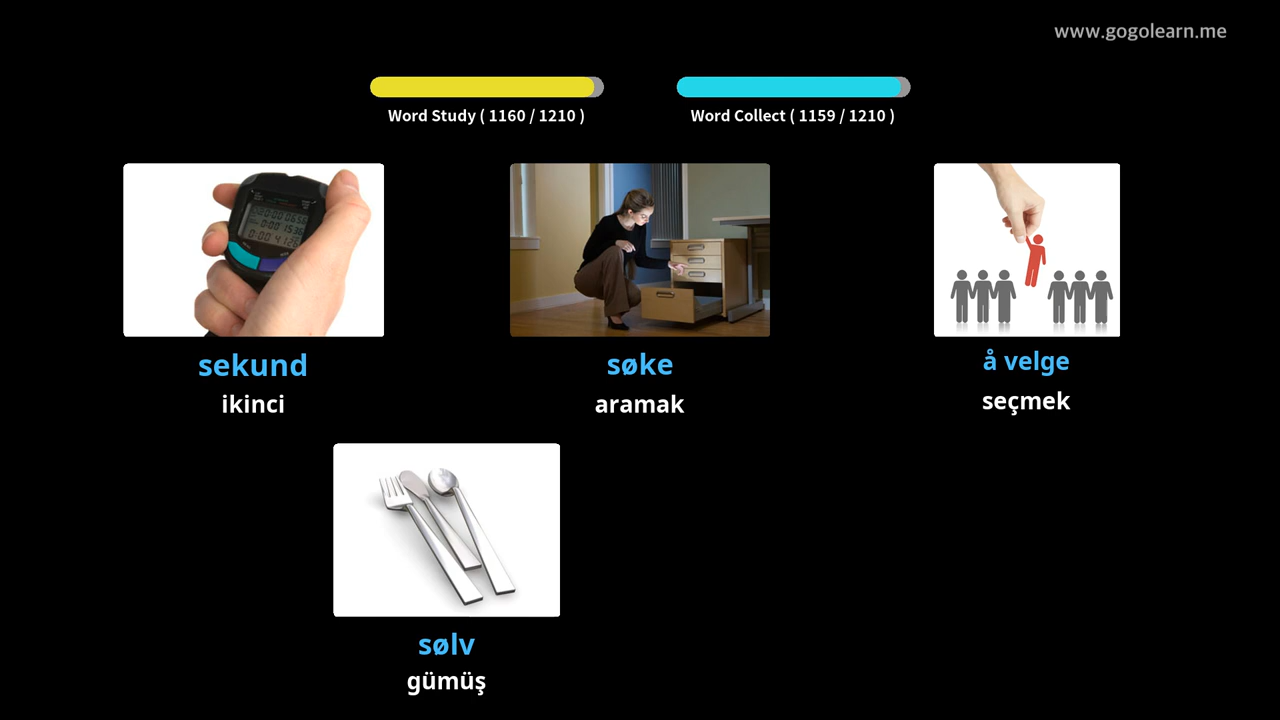 www.gogolearn.me
Word Study ( 1160 / 1210 )
Word Collect ( 1159 / 1210 )
sekund
ikinci
søke
aramak
å velge
seçmek
sølv
gümüş